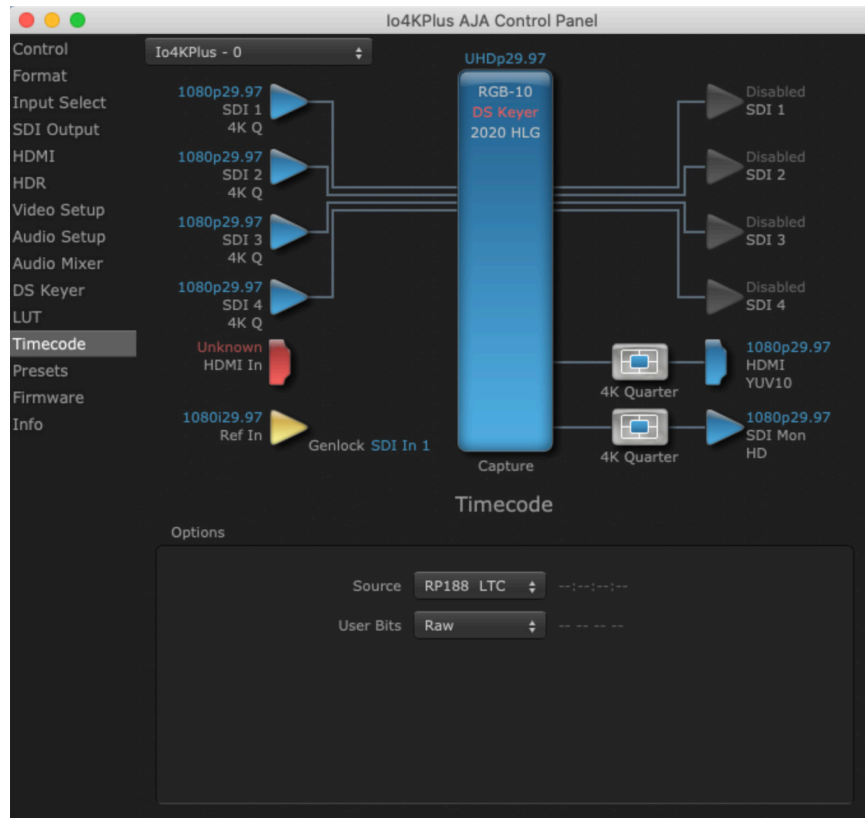 Io4KPlus AJA Control Panel
Control
Format
Input Select
SDI Output
HDMI
HDR
Video Setup
Audio Setup
Audio Mixer
DS Keyer
LUT
Timecode
Presets
Firmware
Info
Io4KPlus - 0
UHDp29.97
RGB-10
DS Keyer
2020 HLG
1080p29.97
SDI 1
4K Q
1080p29.97
SDI 2
4K Q
1080p29.97
SDI 3
4K Q
1080p29.97
SDI 4
4K Q
Unknown
HDMI In
1080i29.97
Ref In
Genlock SDI In 1
Capture
Disabled
SDI 1
Disabled
SDI 2
Disabled
SDI 3
Disabled
SDI 4
4K Quarter
1080p29.97
HDMI
YUV10
4K Quarter
1080p29.97
SDI Mon
HD
Timecode
Options
Source RP188 LTC --:--:--:--
User Bits Raw -- -- -- --